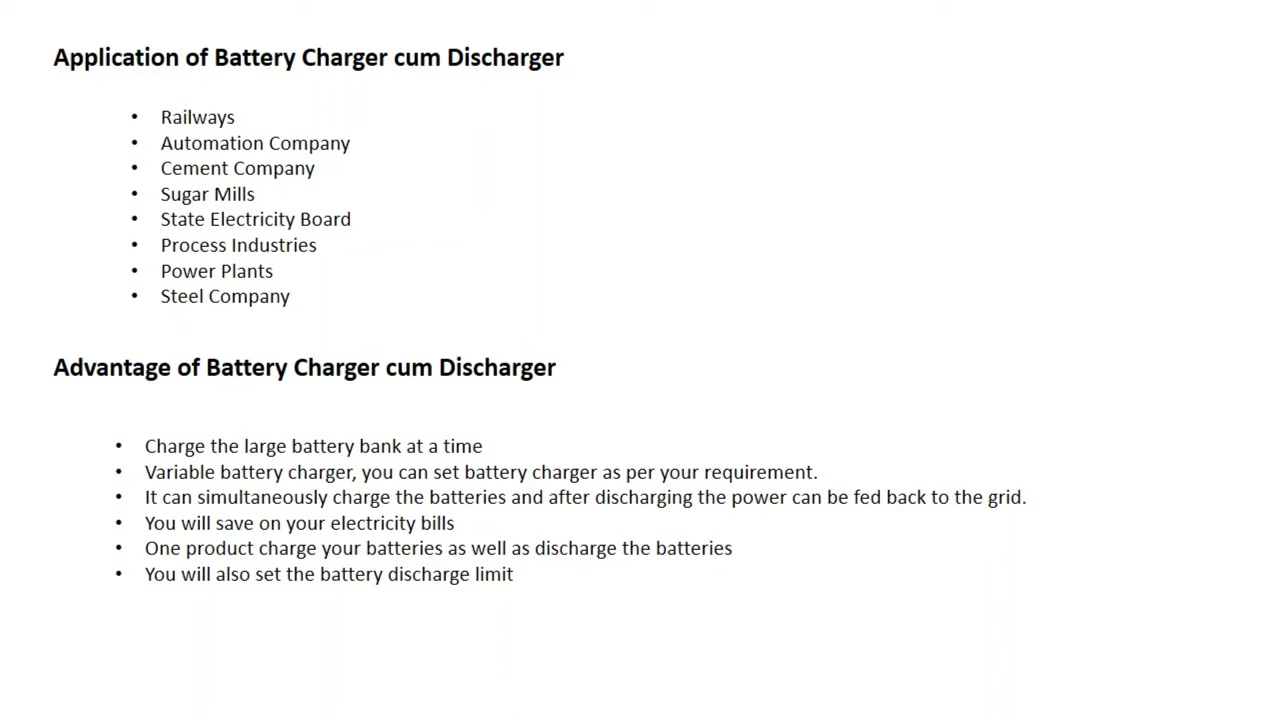 Application of Battery Charger cum Discharger
• Railways
• Automation Company
• Cement Company
• Sugar Mills
• State Electricity Board
• Process Industries
• Power Plants
• Steel Company
Advantage of Battery Charger cum Discharger
• Charge the large battery bank at a time
• Variable battery charger, you can set battery charger as per your requirement.
• It can simultaneously charge the batteries and after discharging the power can be fed back to the grid.
• You will save on your electricity bills
• One product charge your batteries as well as discharge the batteries
• You will also set the battery discharge limit